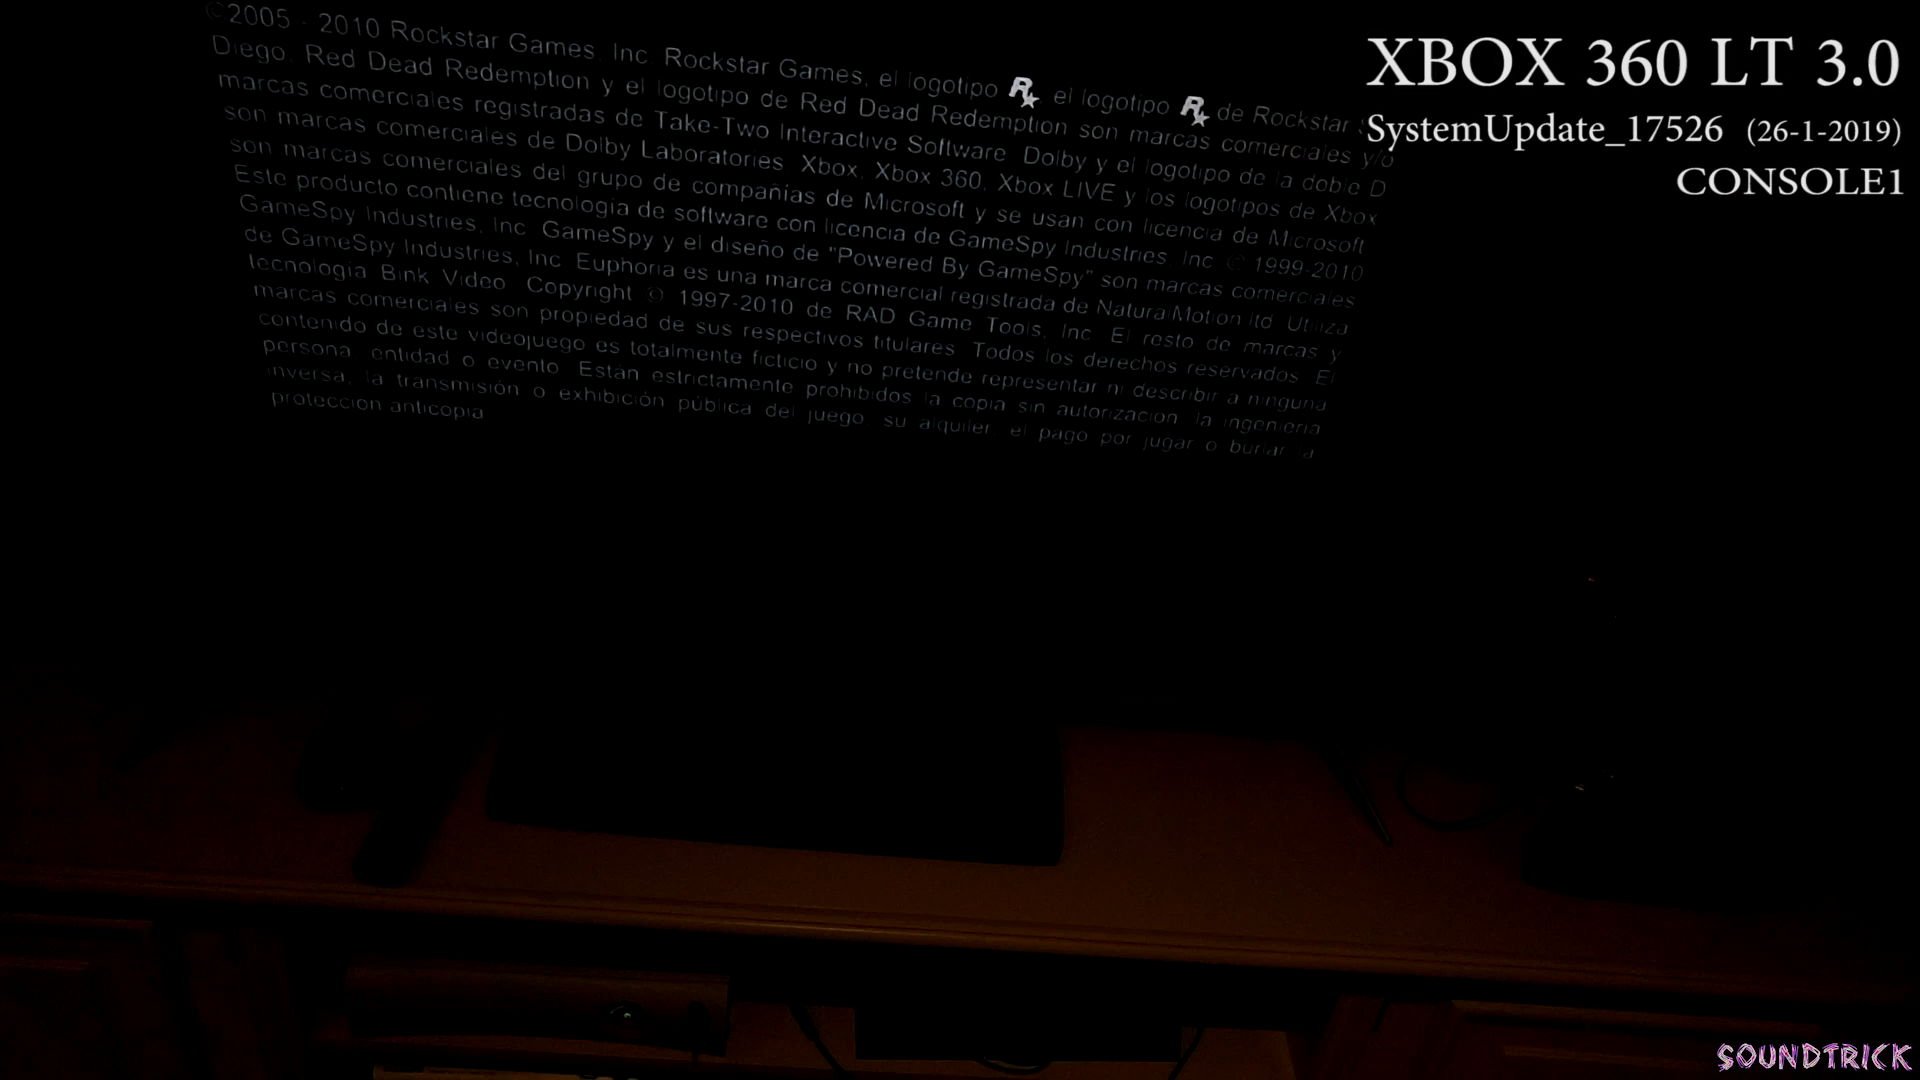 ©2005 - 2010 Rockstar Games, Inc. Rockstar Games, el logotipo R, el logotipo R de Rockstar
Diego, Red Dead Redemption y el logotipo de Red Dead Redemption son marcas comerciales y/o
marcas comerciales registradas de Take-Two Interactive Software. Dolby y el logotipo de la doble D
son marcas comerciales de Dolby Laboratories. Xbox, Xbox 360, Xbox LIVE y los logotipos de Xbox
son marcas comerciales del grupo de compañías de Microsoft y se usan con licencia de Microsoft.
Este producto contiene tecnología de software con licencia de GameSpy Industries, Inc. © 1999-2010
GameSpy Industries, Inc. GameSpy y el diseño de "Powered By GameSpy" son marcas comerciales
de GameSpy Industries, Inc. Euphoria es una marca comercial registrada de NaturalMotion ltd. Utiliza
tecnología Bink Video. Copyright © 1997-2010 de RAD Game Tools, Inc. El resto de marcas y
marcas comerciales son propiedad de sus respectivos titulares. Todos los derechos reservados. El
contenido de este videojuego es totalmente ficticio y no pretende representar ni describir a ninguna
persona, entidad o evento. Están estrictamente prohibidos la copia sin autorización, la ingeniería
inversa, la transmisión o exhibición pública del juego, su alquiler, el pago por jugar o burlar la
protección anticopia
XBOX 360 LT 3.0
SystemUpdate_17526 (26-1-2019)
CONSOLE1
SOUNDTRICK